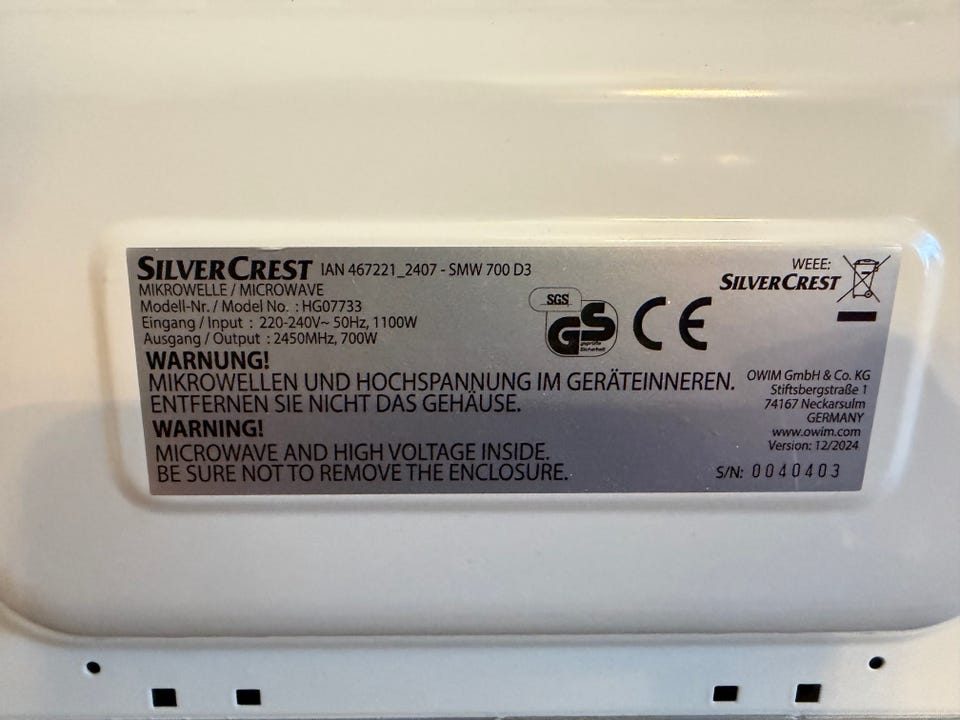 SILVERCREST IAN 467221_2407 - SMW 700 D3
MIKROWELLE / MICROWAVE
Modell-Nr. / Model No. : HG07733
Eingang / Input : 220-240V~ 50Hz, 1100W
Ausgang / Output : 2450MHz, 700W
WARNUNG!
MIKROWELLEN UND HOCHSPANNUNG IM GERÄTEINNEREN.
ENTFERNEN SIE NICHT DAS GEHÄUSE.
WARNING!
MICROWAVE AND HIGH VOLTAGE INSIDE.
BE SURE NOT TO REMOVE THE ENCLOSURE.
SGS
GS
geprüfte
Sicherheit
CE
WEEE:
SILVERCREST
OWIM GmbH & Co. KG
Stiftsbergstraße 1
74167 Neckarsulm
GERMANY
www.owim.com
Version: 12/2024
S/N: 0040403